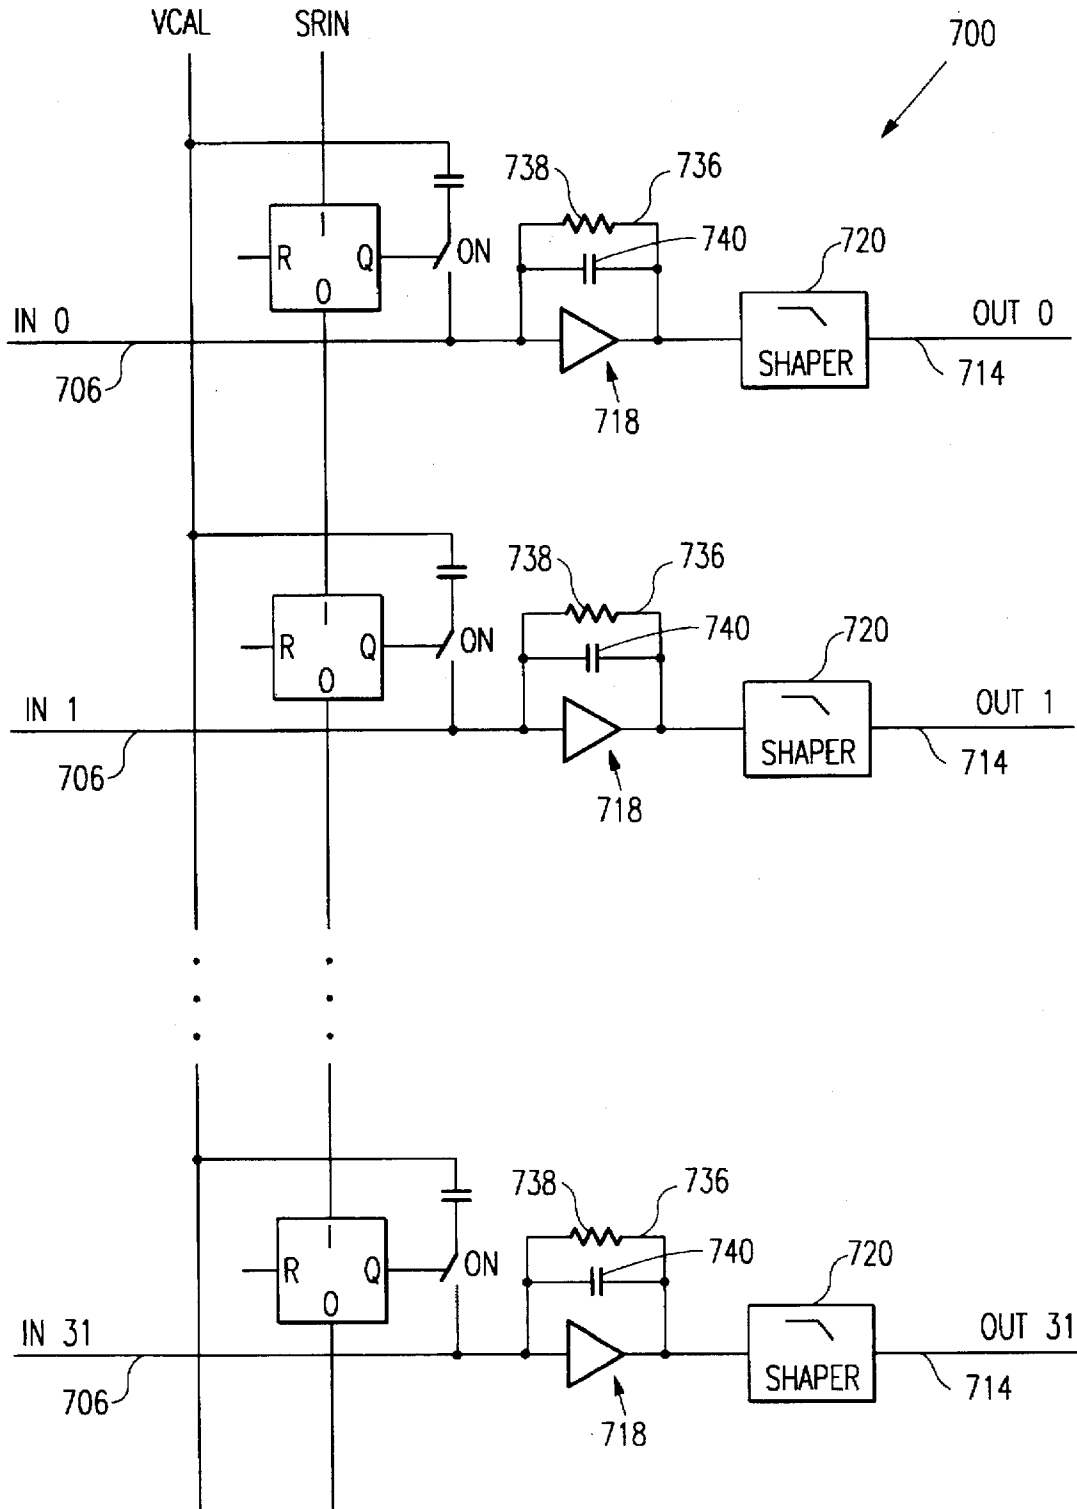 VCAL SRIN
700
738 736
740 720
I
R Q ON
O
IN 0 OUT 0
SHAPER
706 714
718
738 736
740 720
I
R Q ON
O
IN 1 OUT 1
SHAPER
706 714
718
738 736
740 720
I
R Q ON
O
IN 31 OUT 31
SHAPER
706 714
718